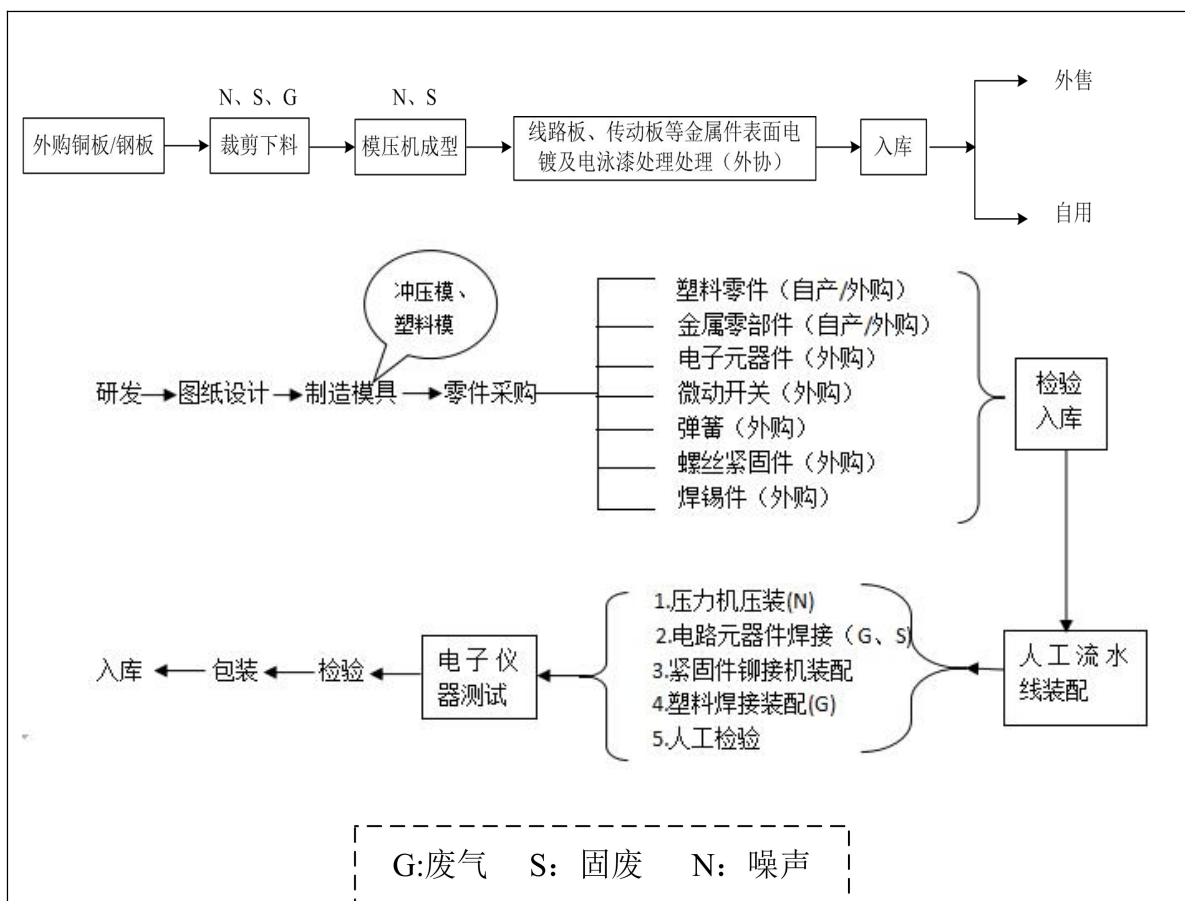 N、S、G
N、S
外购铜板/钢板
裁剪下料
模压机成型
线路板、传动板等金属件表面电
镀及电泳漆处理处理（外协）
入库
外售
自用
冲压模、
塑料模
研发
图纸设计
制造模具
零件采购
塑料零件（自产/外购）
金属零部件（自产/外购）
电子元器件（外购）
微动开关（外购）
弹簧（外购）
螺丝紧固件（外购）
焊锡件（外购）
检验
入库
人工流水
线装配
1.压力机压装(N)
2.电路元器件焊接（G、S)
3.紧固件铆接机装配
4.塑料焊接装配(G)
5.人工检验
电子仪
器测试
检验
包装
入库
G:废气 S：固废 N：噪声